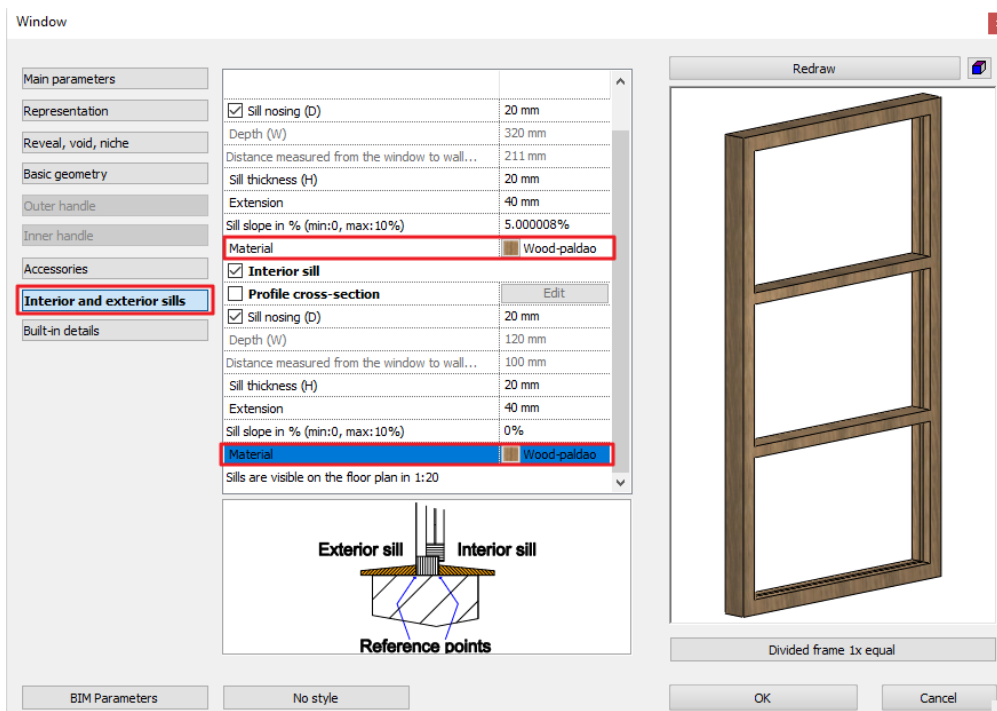 Window
Main parameters
Representation
Reveal, void, niche
Basic geometry
Outer handle
Inner handle
Accessories
Interior and exterior sills
Built-in details
Sill nosing (D) 20 mm
Depth (W) 320 mm
Distance measured from the window to wall... 211 mm
Sill thickness (H) 20 mm
Extension 40 mm
Sill slope in % (min:0, max:10%) 5.000008%
Material Wood-paldao
Interior sill
Profile cross-section Edit
Sill nosing (D) 20 mm
Depth (W) 120 mm
Distance measured from the window to wall... 100 mm
Sill thickness (H) 20 mm
Extension 40 mm
Sill slope in % (min:0, max:10%) 0%
Material Wood-paldao
Sills are visible on the floor plan in 1:20
Exterior sill Interior sill
Reference points
Redraw
Divided frame 1x equal
BIM Parameters No style OK Cancel